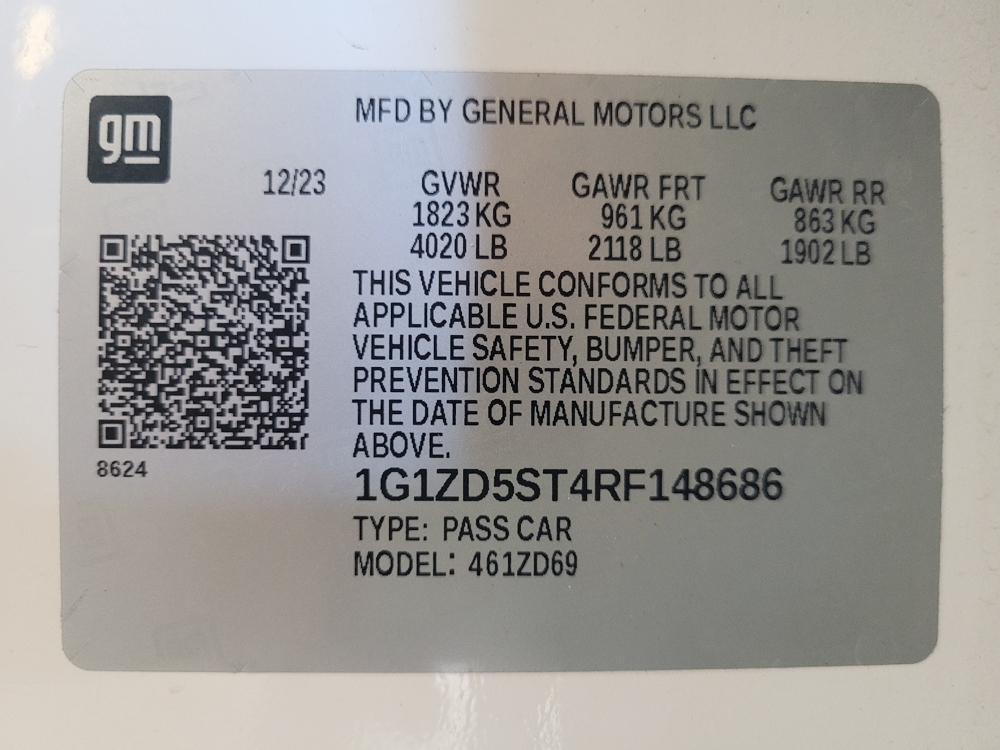 gm
MFD BY GENERAL MOTORS LLC
12/23 GVWR GAWR FRT GAWR RR
1823 KG 961 KG 863 KG
4020 LB 2118 LB 1902 LB
THIS VEHICLE CONFORMS TO ALL
APPLICABLE U.S. FEDERAL MOTOR
VEHICLE SAFETY, BUMPER, AND THEFT
PREVENTION STANDARDS IN EFFECT ON
THE DATE OF MANUFACTURE SHOWN
ABOVE.
8624
1G1ZD5ST4RF148686
TYPE: PASS CAR
MODEL: 461ZD69